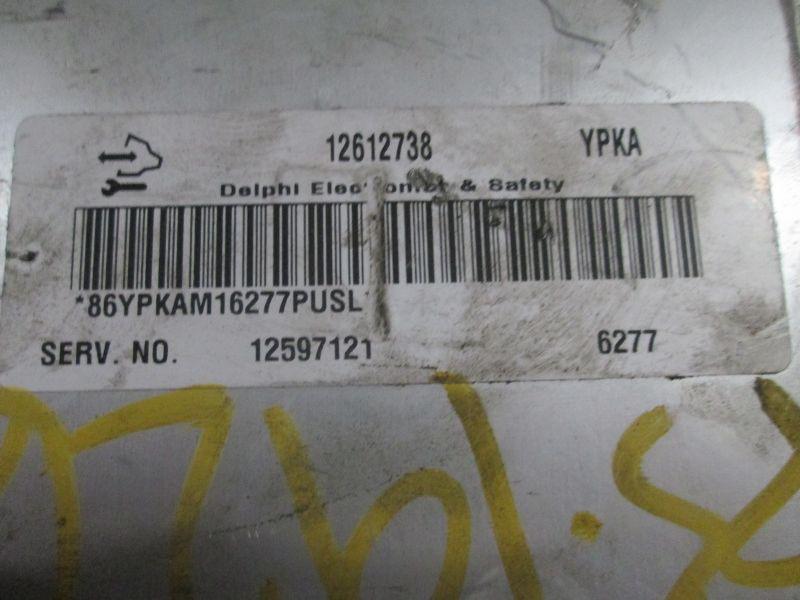 12612738 YPKA
Delphi & Safety
*86YPKAM16277PUSL
SERV. NO. 12597121 6277